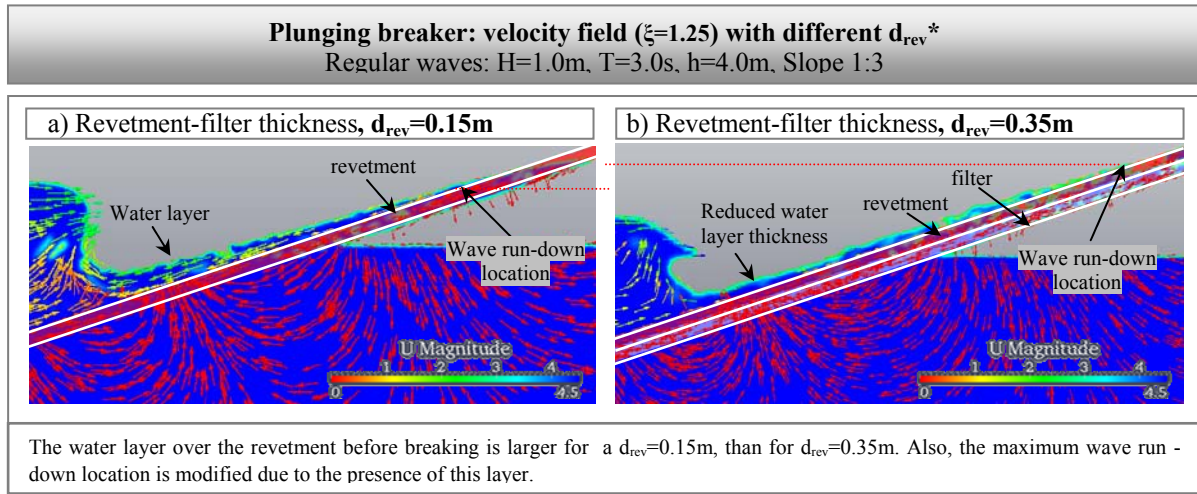 Plunging breaker: velocity field (ξ=1.25) with different drev*
Regular waves: H=1.0m, T=3.0s, h=4.0m, Slope 1:3
a) Revetment-filter thickness, drev=0.15m
revetment
Water layer
Wave run-down
location
U Magnitude
1 2 3 4
0 4.5
b) Revetment-filter thickness, drev=0.35m
filter
revetment
Reduced water
layer thickness
Wave run-down
location
U Magnitude
1 2 3 4
0 4.5
The water layer over the revetment before breaking is larger for a drev=0.15m, than for drev=0.35m. Also, the maximum wave run -
down location is modified due to the presence of this layer.